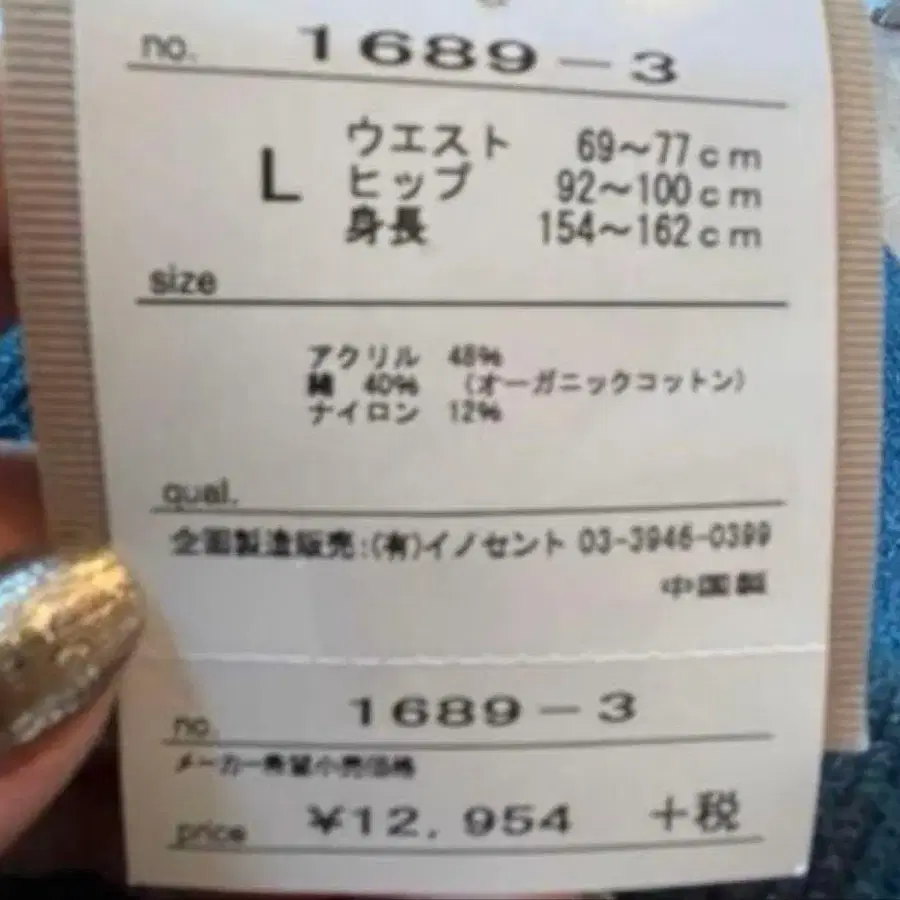 no. 1689-3
L ウエスト 69～77cm
ヒップ 92～100cm
身長 154～162cm
size
アクリル 48%
綿 40% (オーガニックコットン)
ナイロン 12%
qual.
企画製造販売:(有)イノセント 03-3946-0399
中国製
no. 1689-3
メーカー希望小売価格
price ¥12,954 +税